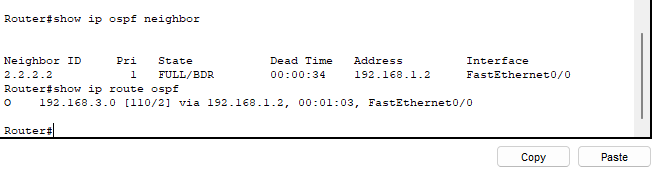 Router#show ip ospf neighbor
Neighbor ID     Pri   State           Dead Time   Address         Interface
2.2.2.2           1   FULL/BDR        00:00:34    192.168.1.2     FastEthernet0/0
Router#show ip route ospf
O    192.168.3.0 [110/2] via 192.168.1.2, 00:01:03, FastEthernet0/0
Router#
Copy Paste